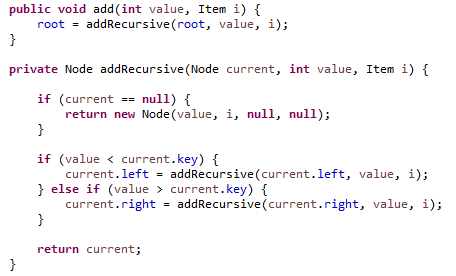 public void add(int value, Item i) {
    root = addRecursive(root, value, i);
}

private Node addRecursive(Node current, int value, Item i) {

    if (current == null) {
        return new Node(value, i, null, null);
    }

    if (value < current.key) {
        current.left = addRecursive(current.left, value, i);
    } else if (value > current.key) {
        current.right = addRecursive(current.right, value, i);
    }

    return current;
}